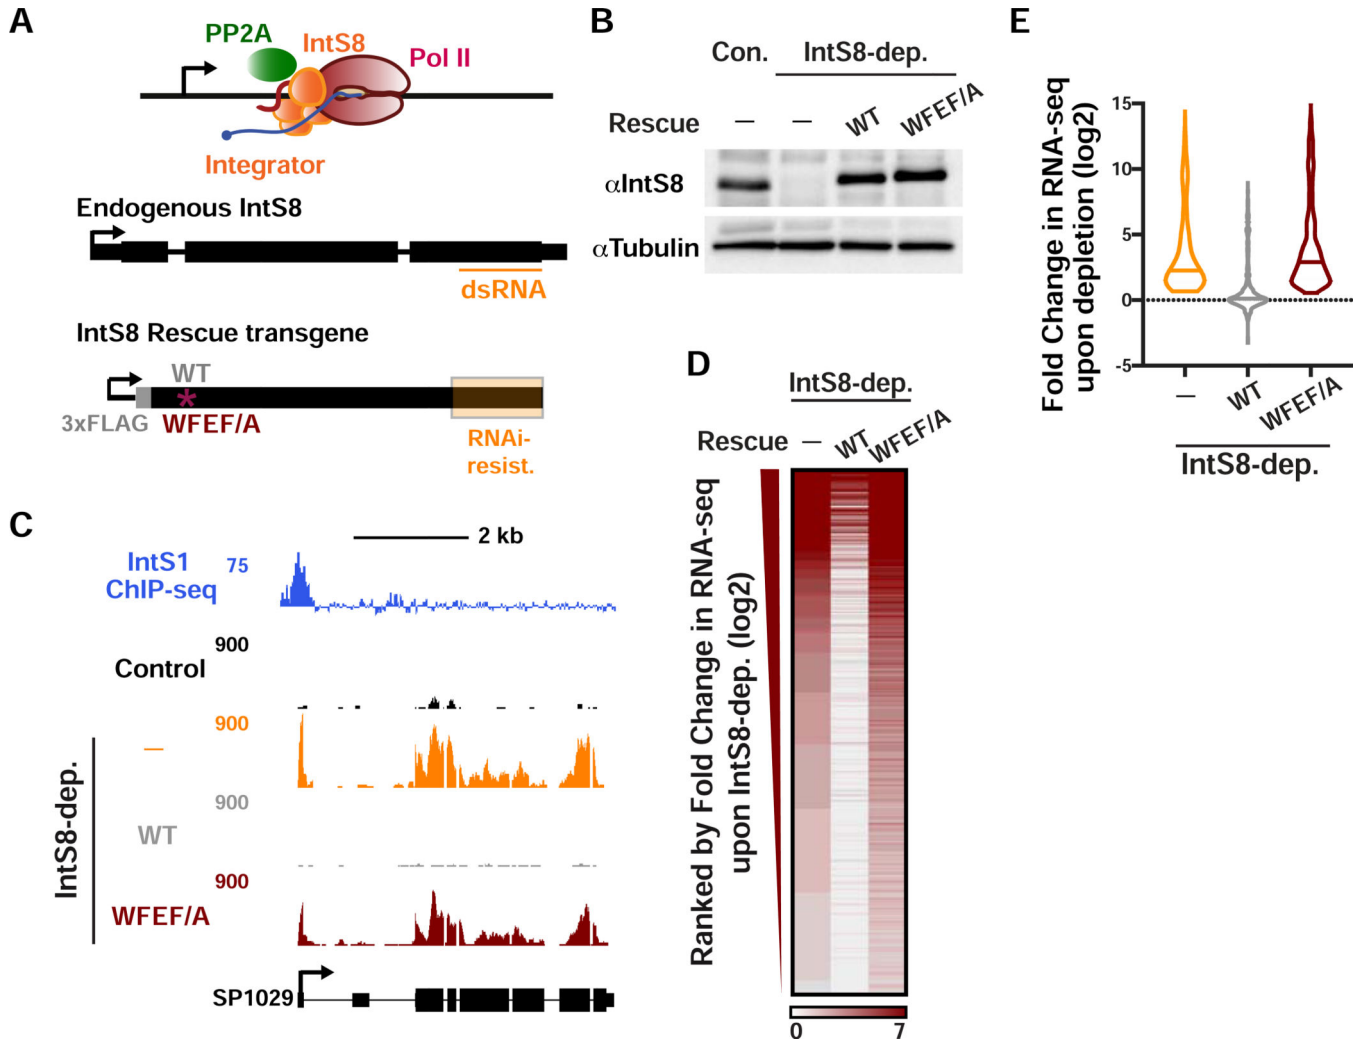 A
PP2A
IntS8
Pol II
Integrator
Endogenous IntS8
dsRNA
IntS8 Rescue transgene
WT
*
3xFLAG
WFEF/A
RNAi-
resist.
B
Con.
IntS8-dep.
Rescue
–
–
WT
WFEF/A
αIntS8
αTubulin
C
2 kb
IntS1
ChIP-seq
75
Control
900
IntS8-dep.
–
900
WT
900
WFEF/A
900
SP1029
D
IntS8-dep.
Rescue
–
WT
WFEF/A
Ranked by Fold Change in RNA-seq
upon IntS8-dep. (log2)
0
7
E
Fold Change in RNA-seq
upon depletion (log2)
15
10
5
0
-5
–
WT
WFEF/A
IntS8-dep.